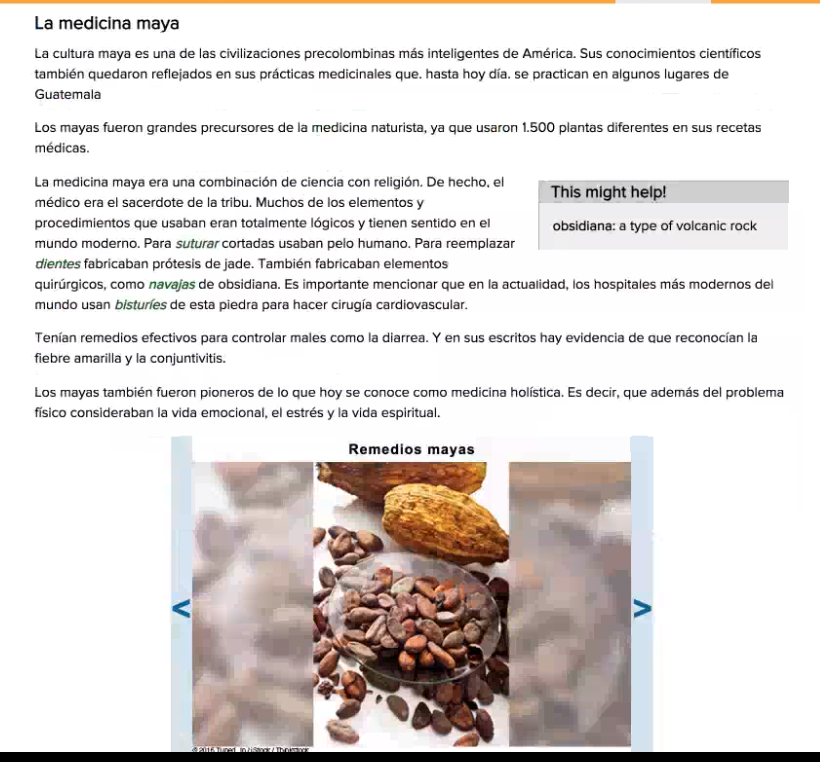 La medicina maya
La cultura maya es una de las civilizaciones precolombinas más inteligentes de América. Sus conocimientos científicos
también quedaron reflejados en sus prácticas medicinales que. hasta hoy día. se practican en algunos lugares de
Guatemala
Los mayas fueron grandes precursores de la medicina naturista, ya que usaron 1.500 plantas diferentes en sus recetas
médicas.
La medicina maya era una combinación de ciencia con religión. De hecho, el
médico era el sacerdote de la tribu. Muchos de los elementos y
procedimientos que usaban eran totalmente lógicos y tienen sentido en el
mundo moderno. Para suturar cortadas usaban pelo humano. Para reemplazar
dientes fabricaban prótesis de jade. También fabricaban elementos
quirúrgicos, como navajas de obsidiana. Es importante mencionar que en la actualidad, los hospitales más modernos del
mundo usan bisturíes de esta piedra para hacer cirugía cardiovascular.
This might help!
obsidiana: a type of volcanic rock
Tenían remedios efectivos para controlar males como la diarrea. Y en sus escritos hay evidencia de que reconocían la
fiebre amarilla y la conjuntivitis.
Los mayas también fueron pioneros de lo que hoy se conoce como medicina holística. Es decir, que además del problema
físico consideraban la vida emocional, el estrés y la vida espiritual.
Remedios mayas
< >